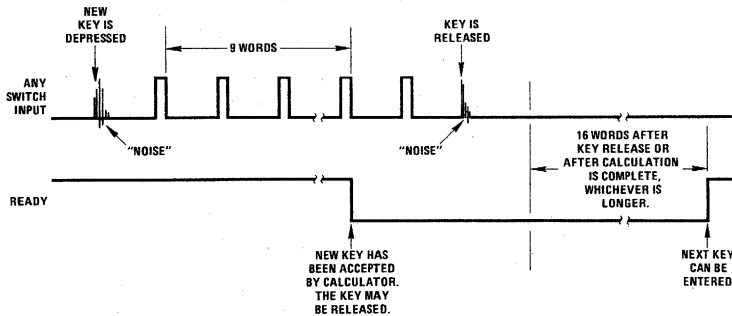 NEW
KEY IS
DEPRESSED
9 WORDS
KEY IS
RELEASED
ANY
SWITCH
INPUT
"NOISE"
"NOISE"
16 WORDS AFTER
KEY RELEASE OR
AFTER CALCULATION
IS COMPLETE,
WHICHEVER IS
LONGER.
READY
NEW KEY HAS
BEEN ACCEPTED
BY CALCULATOR.
THE KEY MAY
BE RELEASED.
NEXT KEY
CAN BE
ENTERED